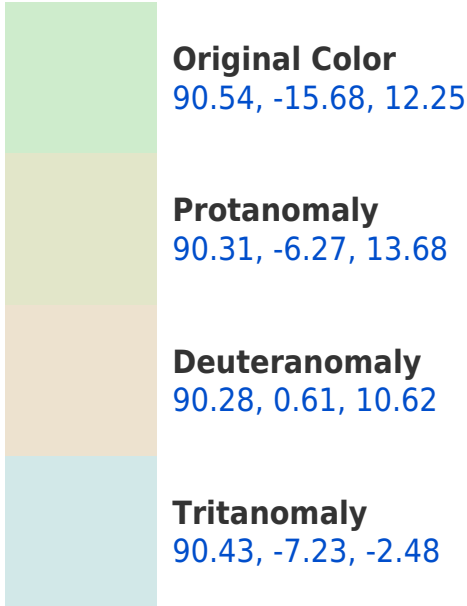 Original Color
90.54, -15.68, 12.25
Protanomaly
90.31, -6.27, 13.68
Deuteranomaly
90.28, 0.61, 10.62
Tritanomaly
90.43, -7.23, -2.48